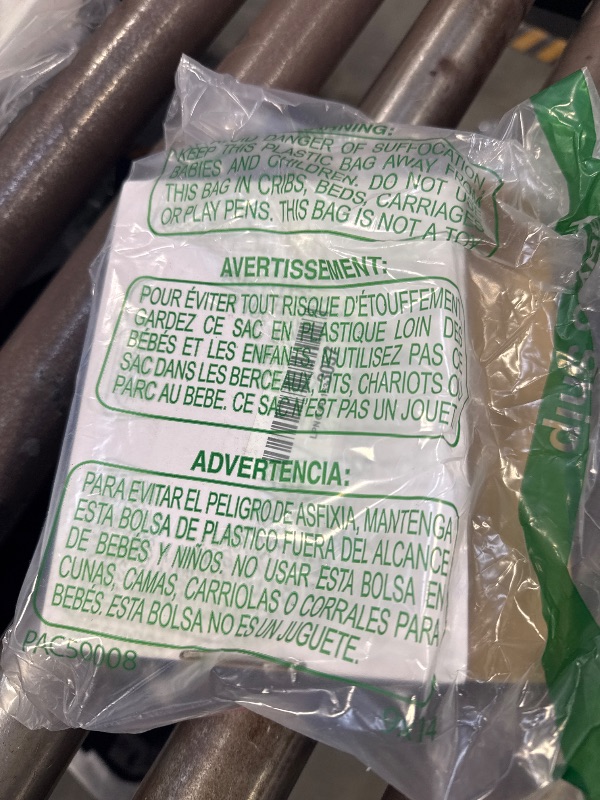 WARNING:
DANGER OF SUFFOCATION,
KEEP THIS PLASTIC BAG AWAY FROM
BABIES AND CHILDREN. DO NOT
THIS BAG IN CRIBS, BEDS, CARRIAGES
OR PLAY PENS. THIS BAG IS NOT A TOY
AVERTISSEMENT:
POUR ÉVITER TOUT RISQUE D'ÉTOUFFEMENT
GARDEZ CE SAC EN PLASTIQUE LOIN DES
BEBÉS ET LES ENFANTS, N'UTILISEZ PAS CE
SAC DANS LES BERCEAUX, LITS, CHARIOTS OU
PARC AU BEBE. CE SAC N'EST PAS UN JOUET
ADVERTENCIA:
PARA EVITAR EL PELIGRO DE ASFIXIA, MANTENGA
ESTA BOLSA DE PLASTICO FUERA DEL ALCANCE
DE BEBÉS Y NIÑOS. NO USAR ESTA BOLSA EN
CUNAS, CAMAS, CARRIOLAS O CORRALES PARA
BEBÉS. ESTA BOLSA NO ES UN JUGUETE.
PAC50008